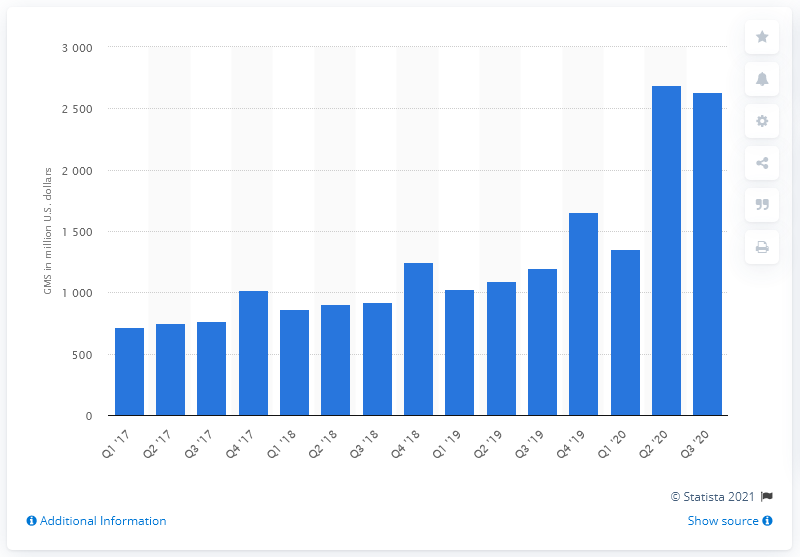 3 000
2 500
2 000
1 500
1 000
500
0
GMS in million U.S. dollars
Q1 '17
Q2 '17
Q3 '17
Q4 '17
Q1 '18
Q2 '18
Q3 '18
Q4 '18
Q1 '19
Q2 '19
Q3 '19
Q4 '19
Q1 '20
Q2 '20
Q3 '20
© Statista 2021
Additional Information
Show source